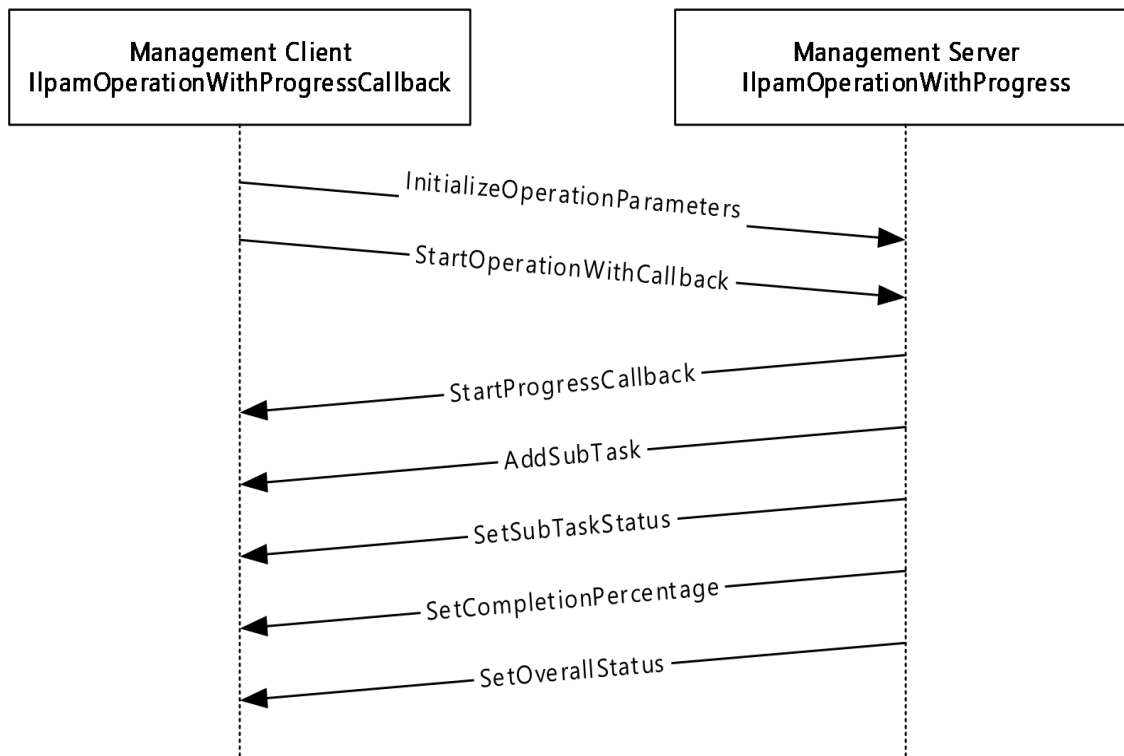 Management Client
IIpamOperationWithProgressCallback
Management Server
IIpamOperationWithProgress
InitializeOperationParameters
StartOperationWithCallback
StartProgressCallback
AddSubTask
SetSubTaskStatus
SetCompletionPercentage
SetOverallStatus